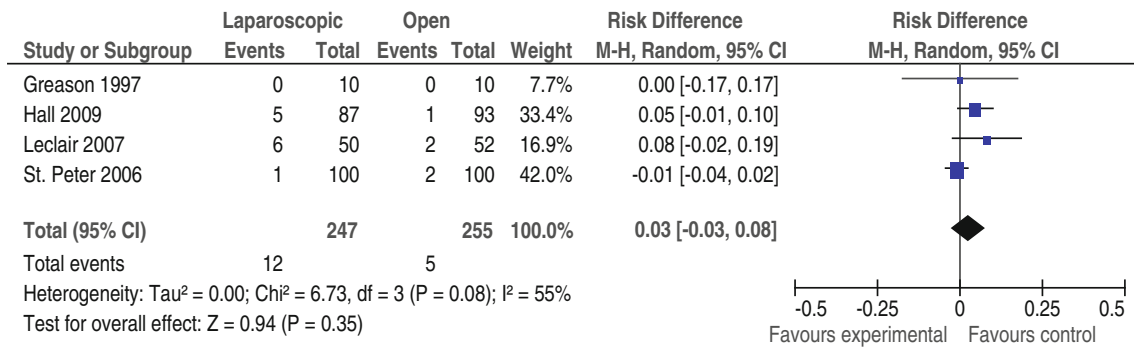 Laparoscopic Open Risk Difference Risk Difference
Study or Subgroup Events Total Events Total Weight M-H, Random, 95% CI M-H, Random, 95% CI
Greason 1997 0 10 0 10 7.7% 0.00 [-0.17, 0.17]
Hall 2009 5 87 1 93 33.4% 0.05 [-0.01, 0.10]
Leclair 2007 6 50 2 52 16.9% 0.08 [-0.02, 0.19]
St. Peter 2006 1 100 2 100 42.0% -0.01 [-0.04, 0.02]
Total (95% CI) 247 255 100.0% 0.03 [-0.03, 0.08]
Total events 12 5
Heterogeneity: Tau² = 0.00; Chi² = 6.73, df = 3 (P = 0.08); I² = 55%
Test for overall effect: Z = 0.94 (P = 0.35)
-0.5 -0.25 0 0.25 0.5
Favours experimental Favours control